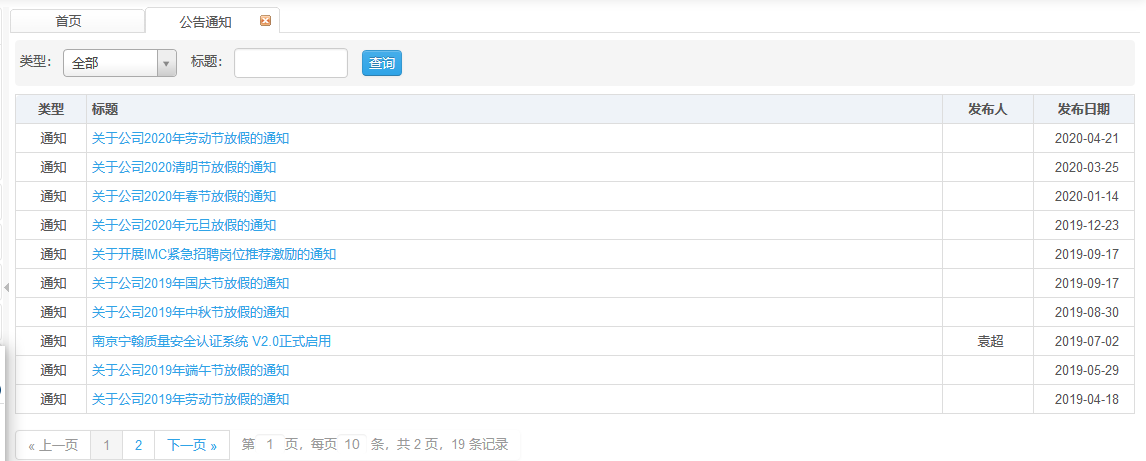 首页 公告通知
类型： 全部 标题： 查询
类型 标题 发布人 发布日期
通知 关于公司2020年劳动节放假的通知 2020-04-21
通知 关于公司2020清明节放假的通知 2020-03-25
通知 关于公司2020年春节放假的通知 2020-01-14
通知 关于公司2020年元旦放假的通知 2019-12-23
通知 关于开展IMC紧急招聘岗位推荐激励的通知 2019-09-17
通知 关于公司2019年国庆节放假的通知 2019-09-17
通知 关于公司2019年中秋节放假的通知 2019-08-30
通知 南京宁翰质量安全认证系统 V2.0正式启用 袁超 2019-07-02
通知 关于公司2019年端午节放假的通知 2019-05-29
通知 关于公司2019年劳动节放假的通知 2019-04-18
« 上一页 1 2 下一页 » 第 1 页，每页 10 条，共 2 页，19 条记录